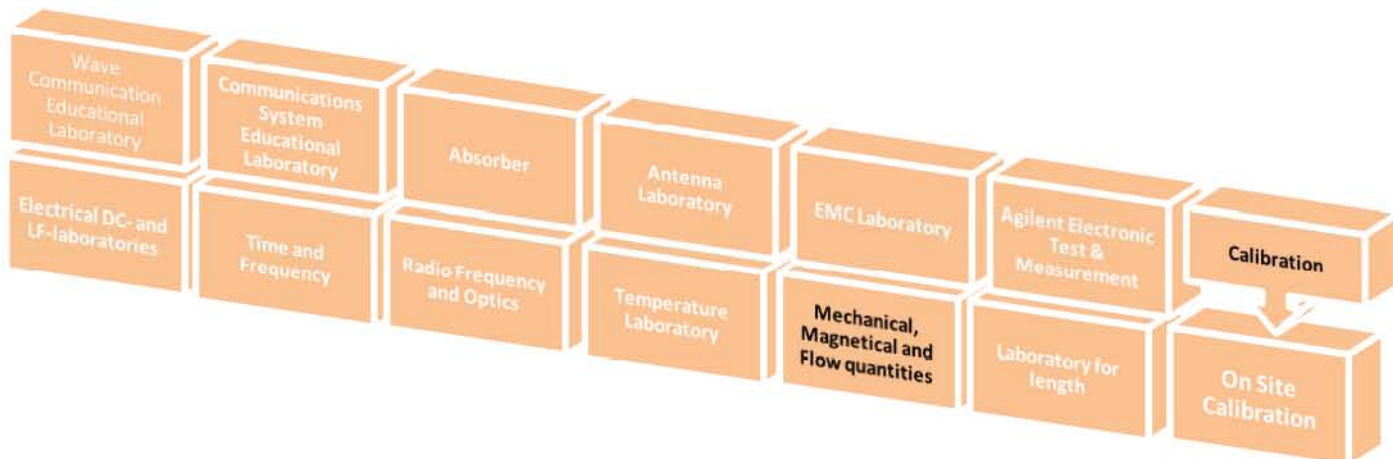 Wave
Communication
Educational
Laboratory
Communications
System
Educational
Laboratory
Absorber
Antenna
Laboratory
EMC Laboratory
Agilent Electronic
Test &
Measurement
Calibration
Electrical DC- and
LF-laboratories
Time and
Frequency
Radio Frequency
and Optics
Temperature
Laboratory
Mechanical,
Magnetical and
Flow quantities
Laboratory for
length
On Site
Calibration